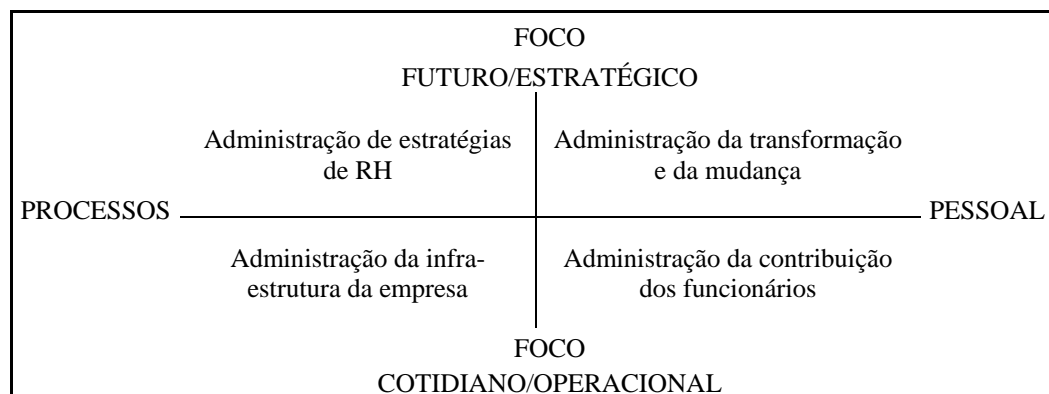 FOCO
FUTURO/ESTRATÉGICO
Administração de estratégias
de RH
Administração da transformação
e da mudança
PROCESSOS
PESSOAL
Administração da infra-
estrutura da empresa
Administração da contribuição
dos funcionários
FOCO
COTIDIANO/OPERACIONAL